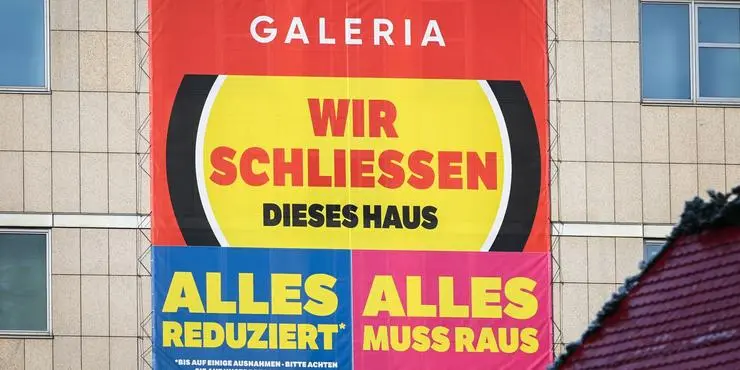 GALERIA
WIR
SCHLIESSEN
DIESES HAUS
ALLES
REDUZIERT*
*BIS AUF EINIGE AUSNAHMEN - BITTE ACHTEN
ALLES
MUSS RAUS